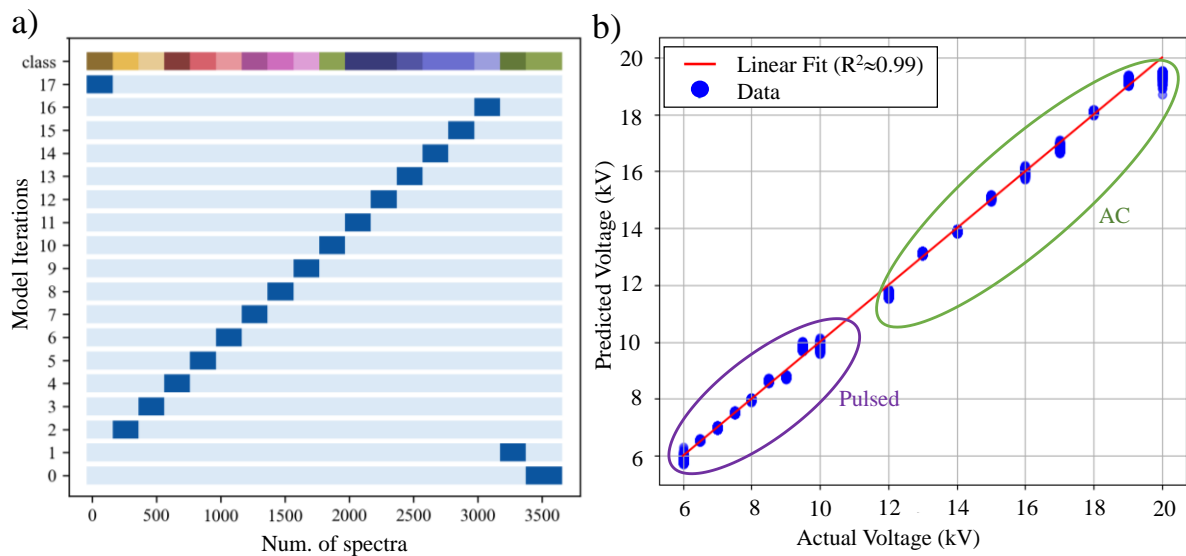 a)
class
17
16
15
14
13
12
11
10
9
8
7
6
5
4
3
2
1
0
Model Iterations
0 500 1000 1500 2000 2500 3000 3500
Num. of spectra
b)
Linear Fit (R²≈0.99)
Data
20
18
16
14
12
10
8
6
Predicted Voltage (kV)
AC
Pulsed
6 8 10 12 14 16 18 20
Actual Voltage (kV)